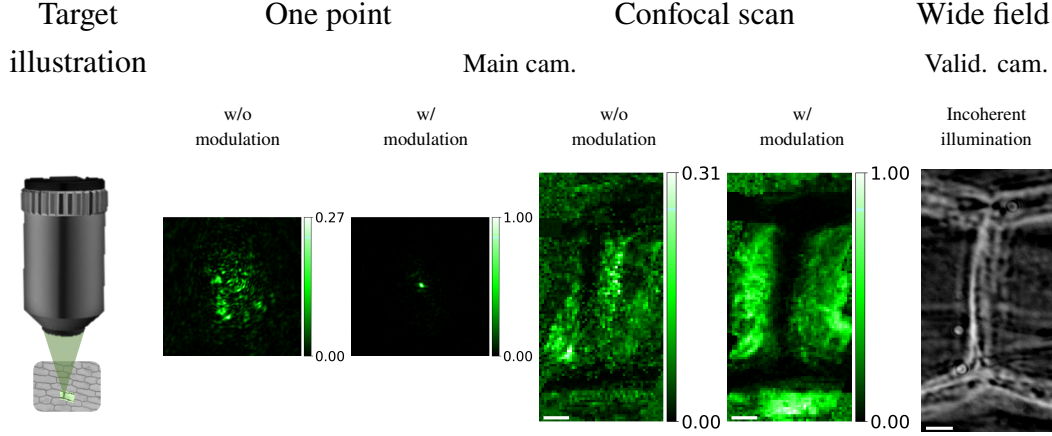 Target
illustration
One point
Confocal scan
Wide field
Main cam.
Valid. cam.
w/o
modulation
w/
modulation
w/o
modulation
w/
modulation
Incoherent
illumination
0.27
0.00
1.00
0.00
0.31
0.00
1.00
0.00